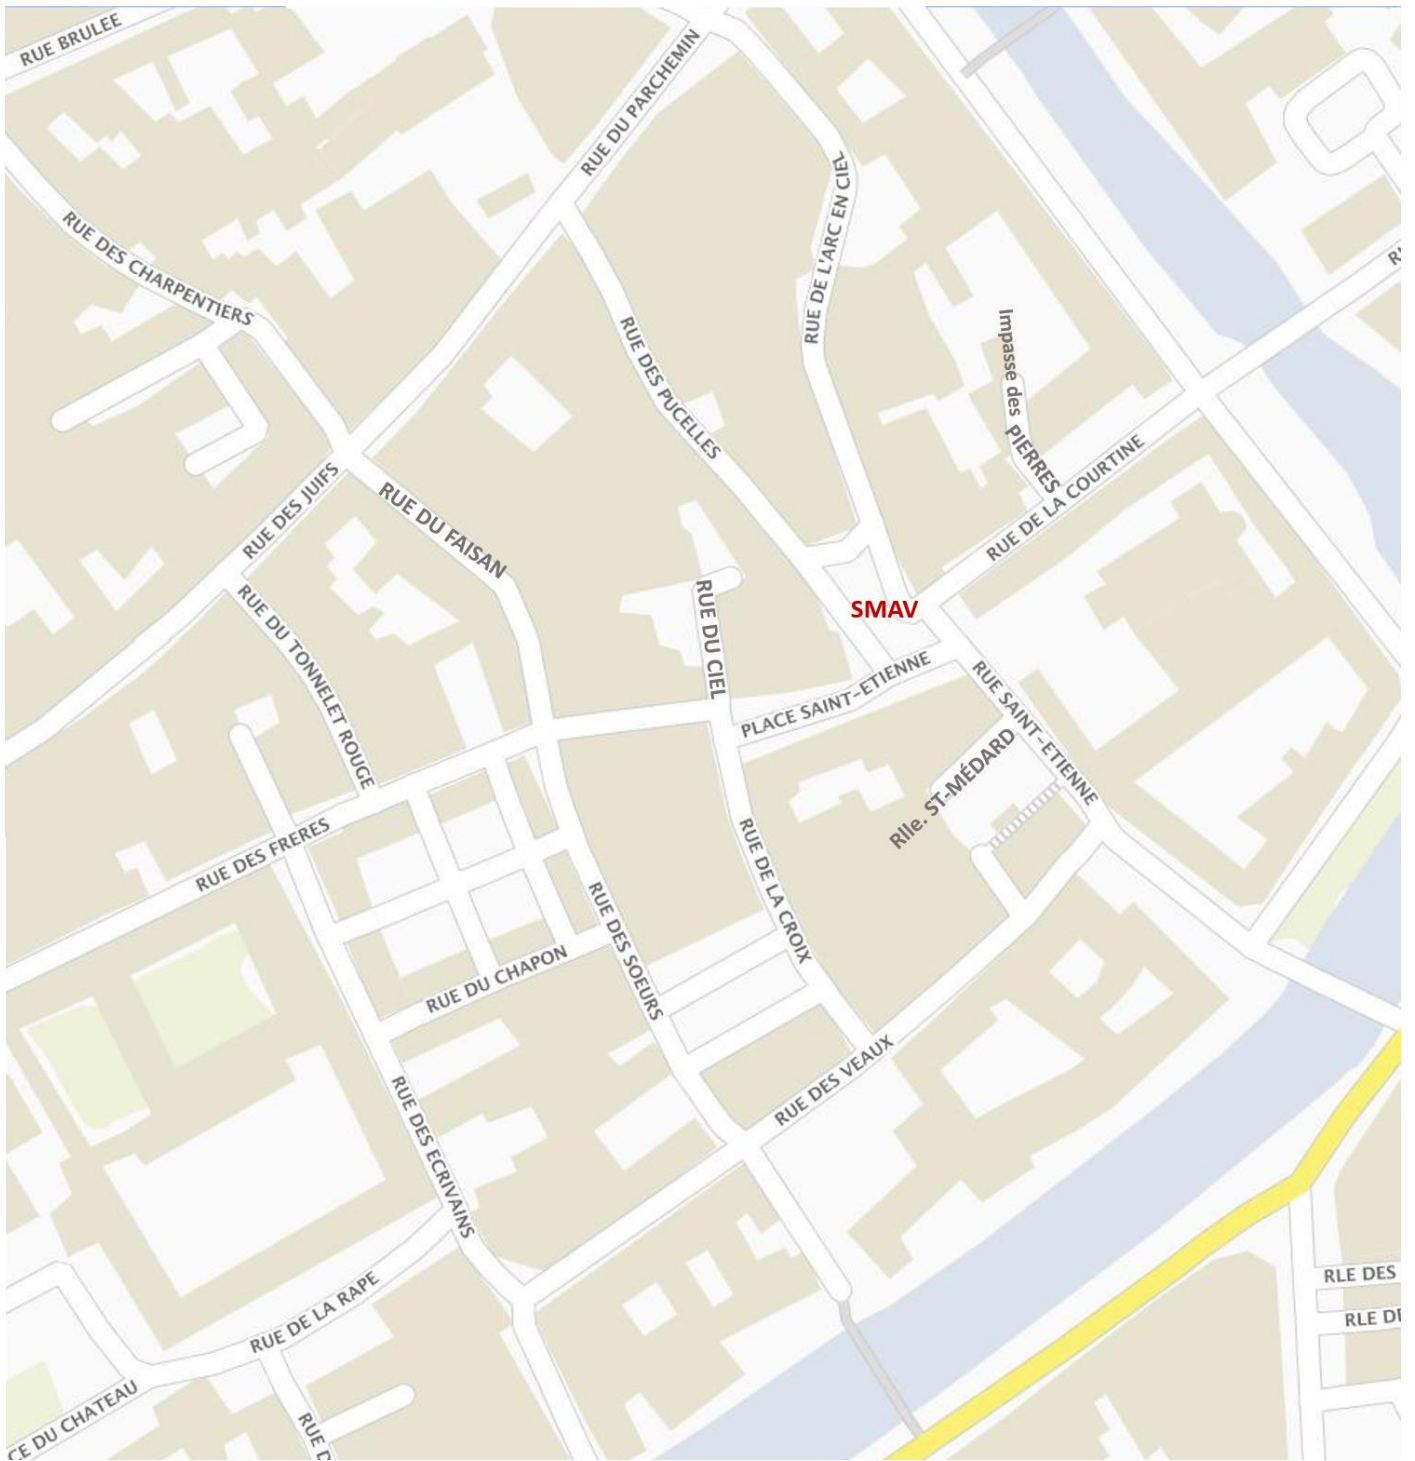 RUE BRULEE
RUE DU PARCHEMIN
RUE DE L'ARC EN CIEL
RUE DES CHARPENTIERS
RUE DES PUCELLES
Impasse des
PIERRES
RUE DE LA COURTINE
RUE DES JUIFS
RUE DU FAISAN
SMAV
RUE DU TONNELET ROUGE
RUE DU CIEL
PLACE SAINT-ETIENNE
RUE SAINT-ETIENNE
Rlle. ST-MÉDARD
RUE DES FRERES
RUE DE LA CROIX
RUE DES SOEURS
RUE DU CHAPON
RUE DES VEAUX
RUE DES ECRIVAINS
RUE DE LA RAPE
RLE DES
RLE DE
CE DU CHATEAU
RUE D